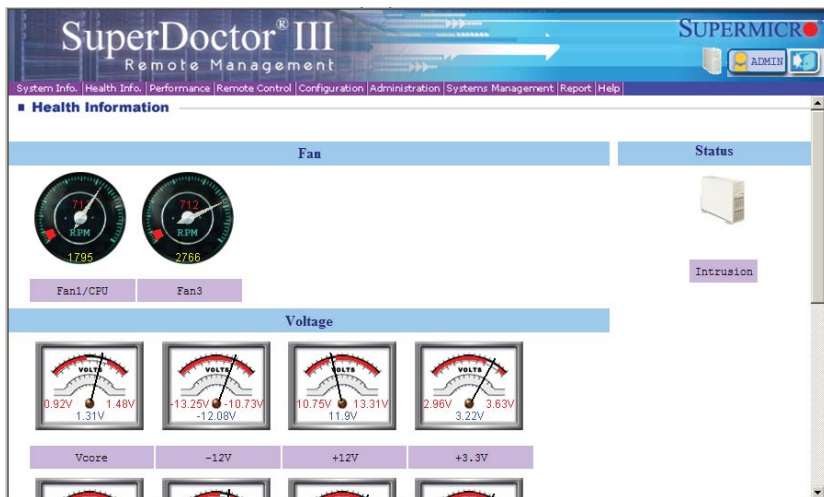 SuperDoctor® III
Remote Management
SUPERMICR
ADMIN
System Info. | Health Info. | Performance | Remote Control | Configuration | Administration | Systems Management | Report | Help
Health Information
Fan
Status
712
RPM
1795
712
RPM
2766
Fan1/CPU
Fan3
Intrusion
Voltage
VOLTS
0.92V
1.48V
1.31V
VOLTS
-13.25V
-10.73V
-12.08V
VOLTS
10.75V
13.31V
11.9V
VOLTS
2.96V
3.63V
3.22V
Vcore
-12V
+12V
+3.3V